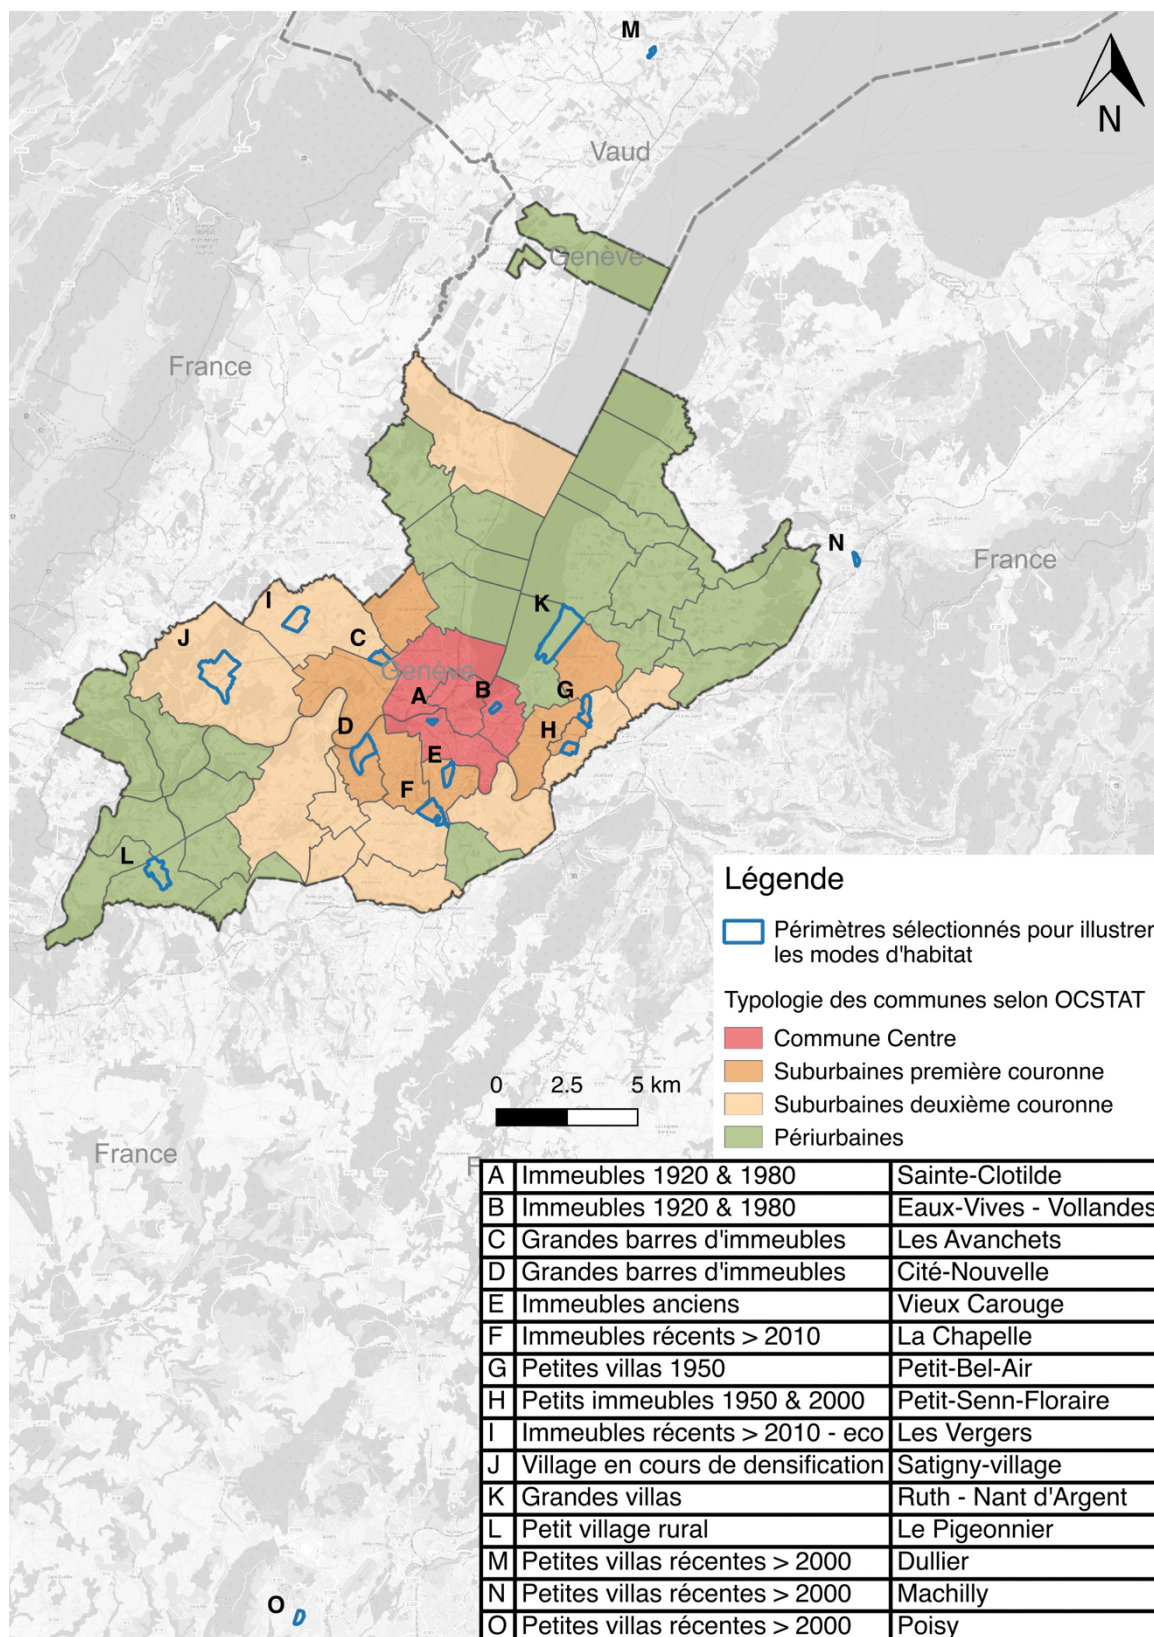 M
N
Vaud
Genève
France
N
France
K
I
J
C
Genève
A
B
G
D
H
E
F
L
Légende
Périmètres sélectionnés pour illustrer
les modes d'habitat
Typologie des communes selon OCSTAT
Commune Centre
Suburbaines première couronne
Suburbaines deuxième couronne
Périurbaines
0 2.5 5 km
France
F
A Immeubles 1920 & 1980 Sainte-Clotilde
B Immeubles 1920 & 1980 Eaux-Vives - Vollandes
C Grandes barres d'immeubles Les Avanchets
D Grandes barres d'immeubles Cité-Nouvelle
E Immeubles anciens Vieux Carouge
F Immeubles récents > 2010 La Chapelle
G Petites villas 1950 Petit-Bel-Air
H Petits immeubles 1950 & 2000 Petit-Senn-Floraire
I Immeubles récents > 2010 - eco Les Vergers
J Village en cours de densification Satigny-village
K Grandes villas Ruth - Nant d'Argent
L Petit village rural Le Pigeonnier
M Petites villas récentes > 2000 Dullier
N Petites villas récentes > 2000 Machilly
O Petites villas récentes > 2000 Poisy
O